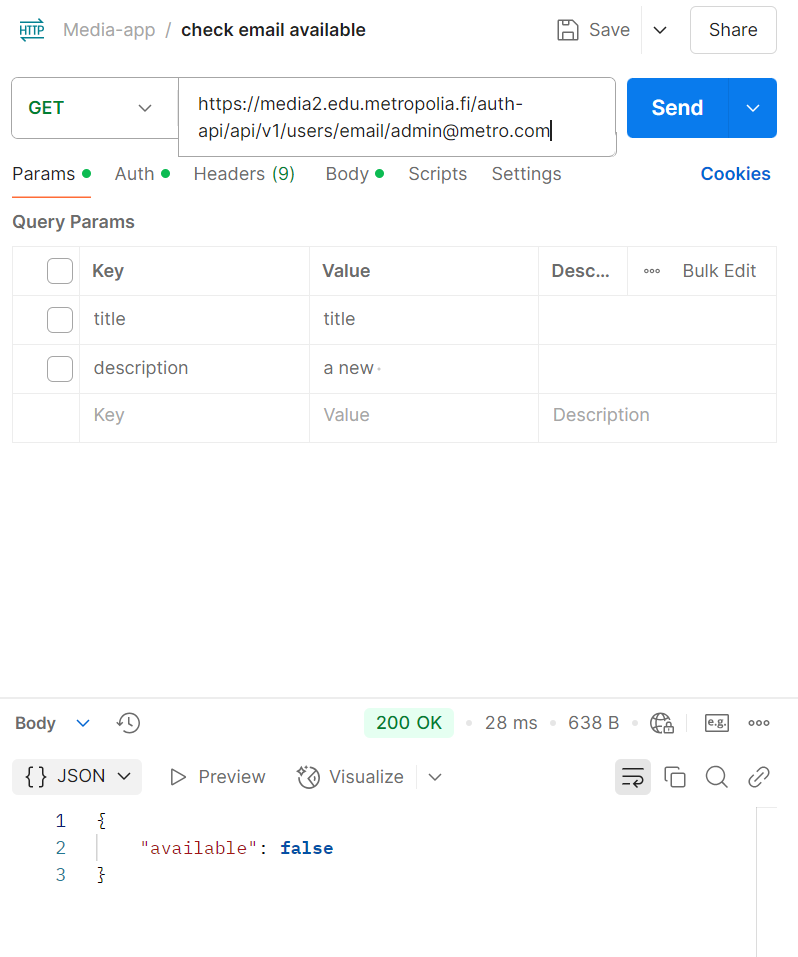 HTTP Media-app / check email available Save Share
GET https://media2.edu.metropolia.fi/auth-
api/api/v1/users/email/admin@metro.com Send
Params Auth Headers (9) Body Scripts Settings Cookies
Query Params
Key Value Desc... Bulk Edit
title title
description a new
Key Value Description
Body 200 OK 28 ms 638 B e.g.
{} JSON Preview Visualize
1 {
2 "available": false
3 }